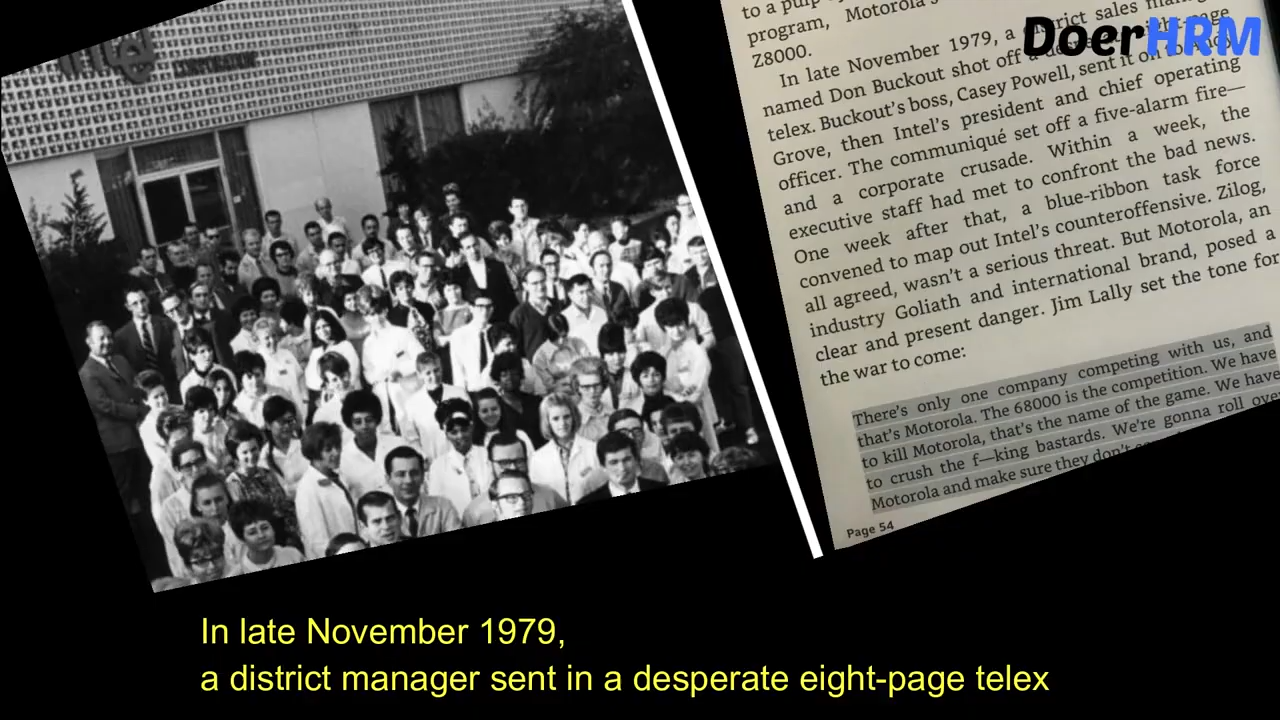 intel
CORPORATION
DoerHRM
to a pulp
program, Motorola's
Z8000.
In late November 1979, a district sales
named Don Buckout shot off a
telex. Buckout's boss, Casey Powell, sent it on
Grove, then Intel's president and chief operating
officer. The communiqué set off a five-alarm fire—
and a corporate crusade. Within a week, the
executive staff had met to confront the bad news.
One week after that, a blue-ribbon task force
convened to map out Intel's counteroffensive. Zilog,
all agreed, wasn't a serious threat. But Motorola, an
industry Goliath and international brand, posed a
clear and present danger. Jim Lally set the tone for
the war to come:
There's only one company competing with us, and
that's Motorola. The 68000 is the competition. We have
to kill Motorola, that's the name of the game. We have
to crush the f—king bastards. We're gonna roll over
Motorola and make sure they don't
Page 54
In late November 1979,
a district manager sent in a desperate eight-page telex